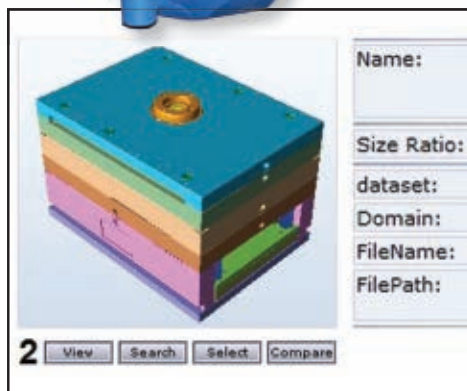 Name:
Size Ratio:
dataset:
Domain:
FileName:
FilePath:
2 View Search Select Compare